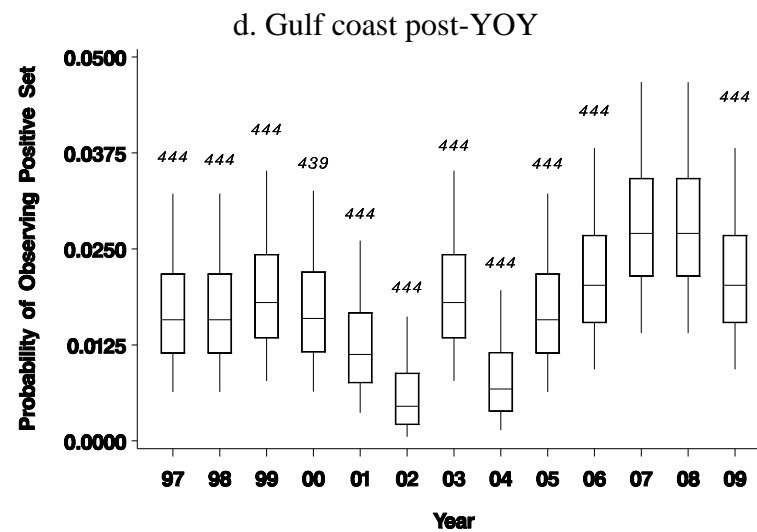 d. Gulf coast post-YOY
Probability of Observing Positive Set
0.0500
0.0375
0.0250
0.0125
0.0000
444 444 444 439 444 444 444 444 444 444 444
97 98 99 00 01 02 03 04 05 06 07 08 09
Year